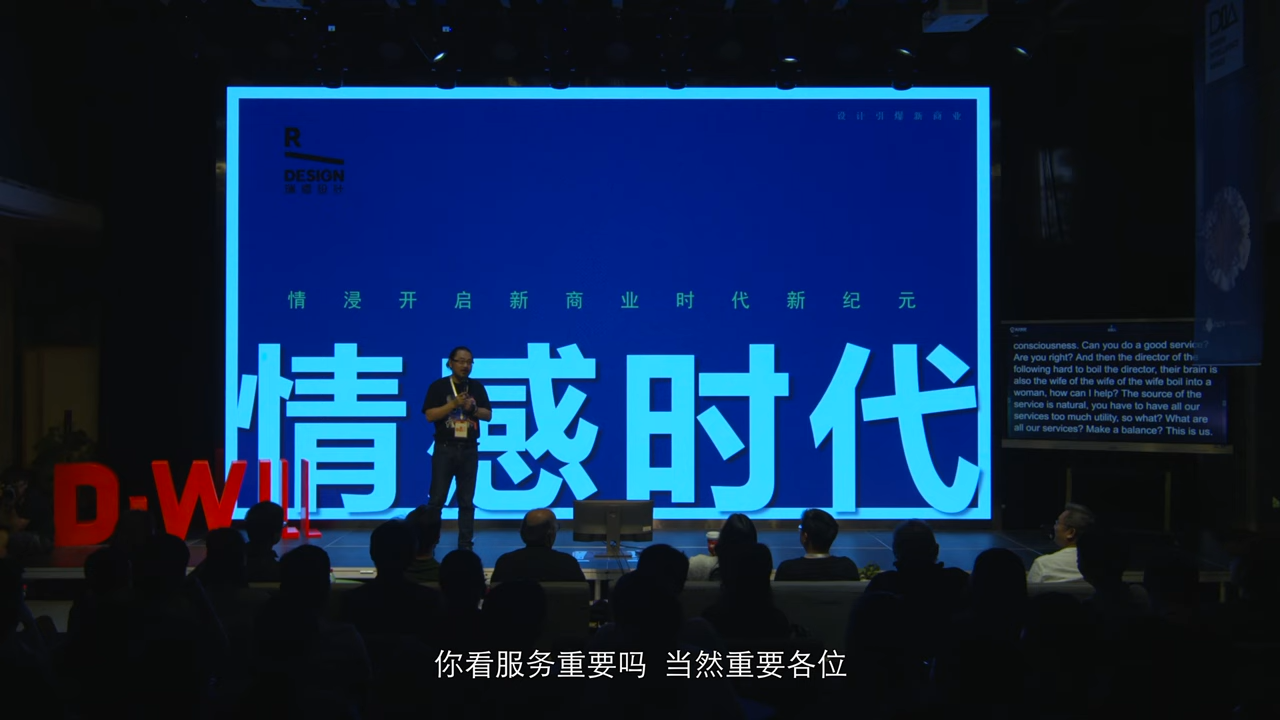 设计引爆新商业
R
DESIGN
瑞德设计
情浸开启新商业时代新纪元
情感时代
consciousness. Can you do a good service?
Are you right? And then the director of the
following hard to boil the director, their brain is
also the wife of the wife of the wife boil into a
woman, how can I help? The source of the
service is natural, you have to have all our
services too much utility, so what? What are
all our services? Make a balance? This is us.
D·WILL
你看服务重要吗 当然重要各位